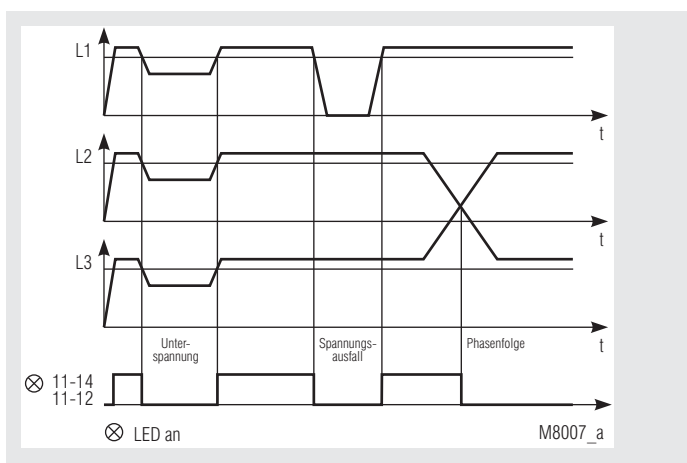 L1
t
L2
t
L3
t
Unter-
spannung
Spannungs-
ausfall
Phasenfolge
11-14
11-12
LED an
M8007_a